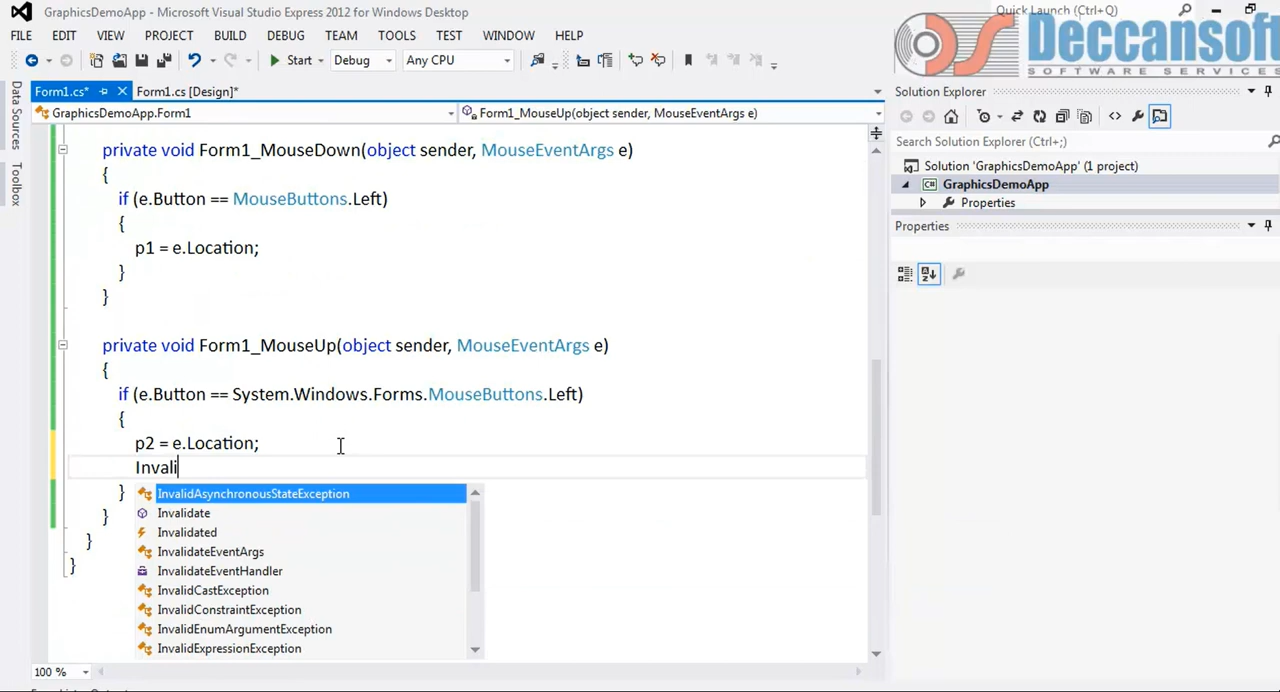 GraphicsDemoApp - Microsoft Visual Studio Express 2012 for Windows Desktop
Quick Launch (Ctrl+Q)
FILE EDIT VIEW PROJECT BUILD DEBUG TEAM TOOLS TEST WINDOW HELP
Deccansoft
SOFTWARE SERVICES
Start Debug Any CPU
Form1.cs* Form1.cs [Design]*
Solution Explorer
GraphicsDemoApp.Form1 Form1_MouseUp(object sender, MouseEventArgs e)
Data Sources
Toolbox
Search Solution Explorer (Ctrl+;)
Solution 'GraphicsDemoApp' (1 project)
C# GraphicsDemoApp
Properties
Properties
private void Form1_MouseDown(object sender, MouseEventArgs e)
{
if (e.Button == MouseButtons.Left)
{
p1 = e.Location;
}
}
private void Form1_MouseUp(object sender, MouseEventArgs e)
{
if (e.Button == System.Windows.Forms.MouseButtons.Left)
{
p2 = e.Location;
Invali
}
}
}
}
InvalidAsynchronousStateException
Invalidate
Invalidated
InvalidateEventArgs
InvalidateEventHandler
InvalidCastException
InvalidConstraintException
InvalidEnumArgumentException
InvalidExpressionException
100 %